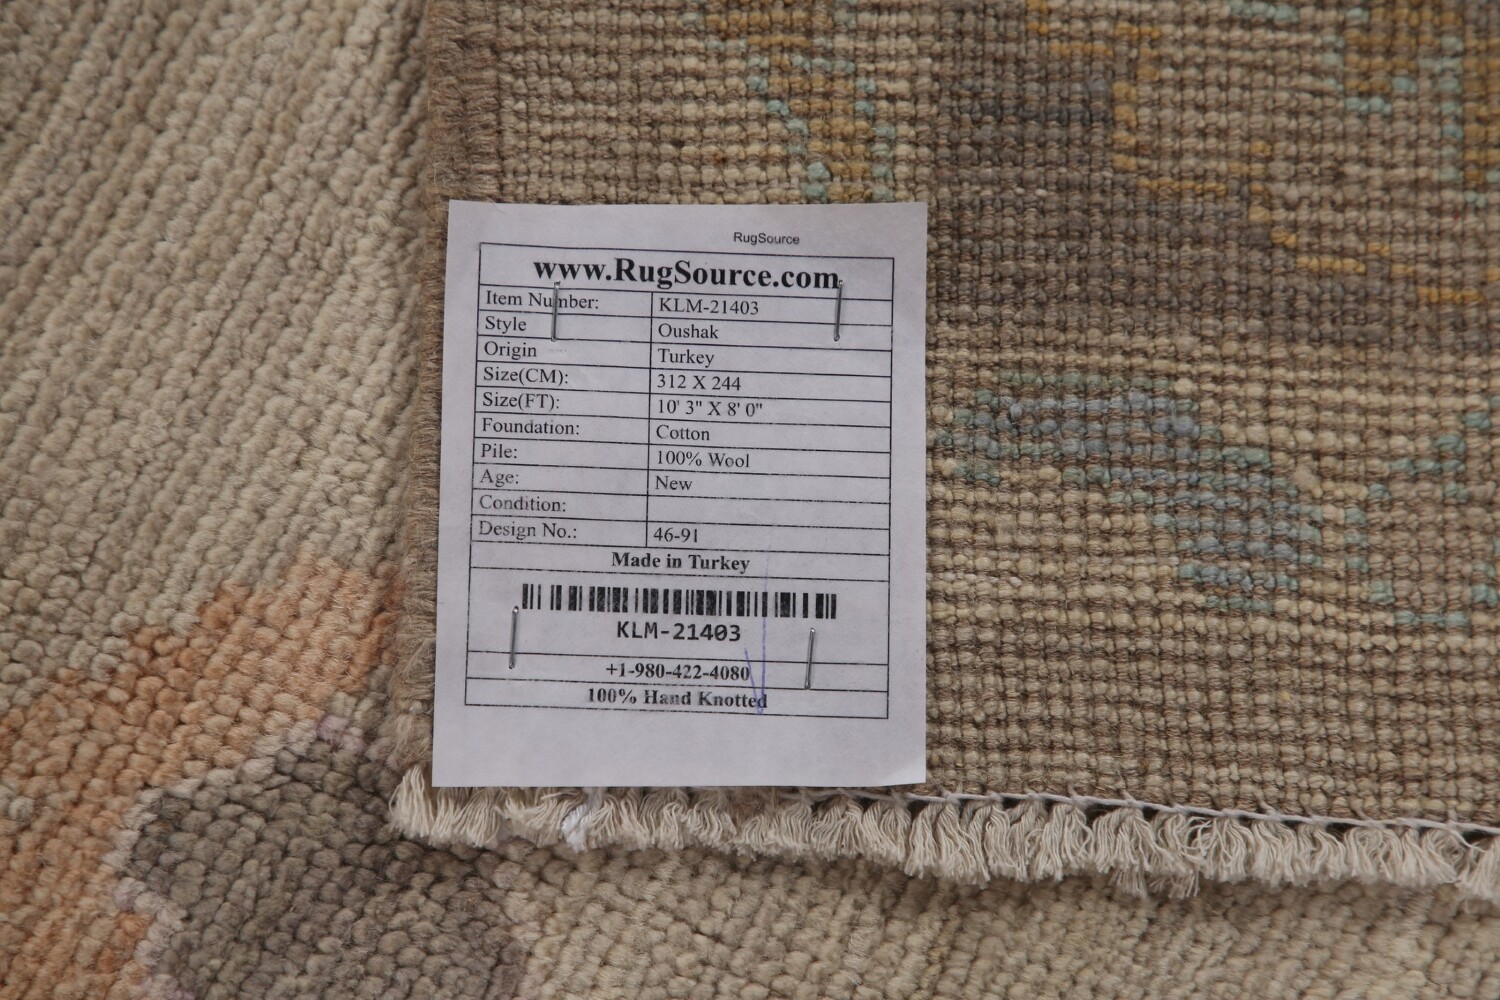 RugSource
www.RugSource.com
Item Number: KLM-21403
Style Oushak
Origin Turkey
Size(CM): 312 X 244
Size(FT): 10' 3" X 8' 0"
Foundation: Cotton
Pile: 100% Wool
Age: New
Condition:
Design No.: 46-91
Made in Turkey
KLM-21403
+1-980-422-4080
100% Hand Knotted